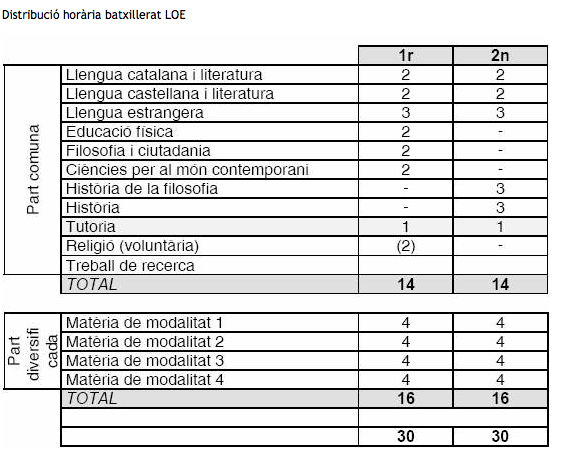 Distribució horària batxillerat LOE
1r 2n
Part comuna
Llengua catalana i literatura 2 2
Llengua castellana i literatura 2 2
Llengua estrangera 3 3
Educació física 2 -
Filosofia i ciutadania 2 -
Ciències per al món contemporani 2 -
Història de la filosofia - 3
Història - 3
Tutoria 1 1
Religió (voluntària) (2) -
Treball de recerca
TOTAL 14 14
Part
diversifi
cada
Matèria de modalitat 1 4 4
Matèria de modalitat 2 4 4
Matèria de modalitat 3 4 4
Matèria de modalitat 4 4 4
TOTAL 16 16
30 30